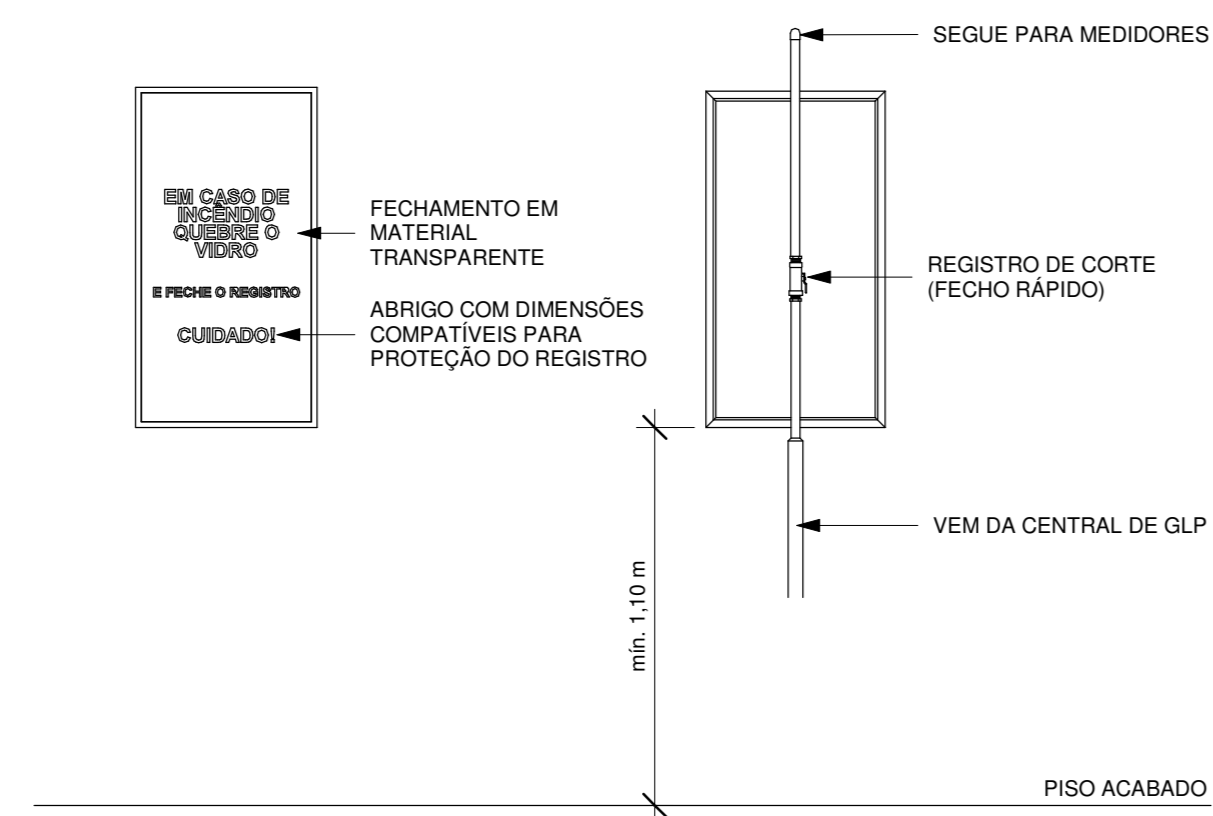 EM CASO DE
INCÊNDIO
QUEBRE O
VIDRO
E FECHE O REGISTRO
CUIDADO!
FECHAMENTO EM
MATERIAL
TRANSPARENTE
ABRIGO COM DIMENSÕES
COMPATÍVEIS PARA
PROTEÇÃO DO REGISTRO
SEGUE PARA MEDIDORES
REGISTRO DE CORTE
(FECHO RÁPIDO)
VEM DA CENTRAL DE GLP
mín. 1,10 m
PISO ACABADO